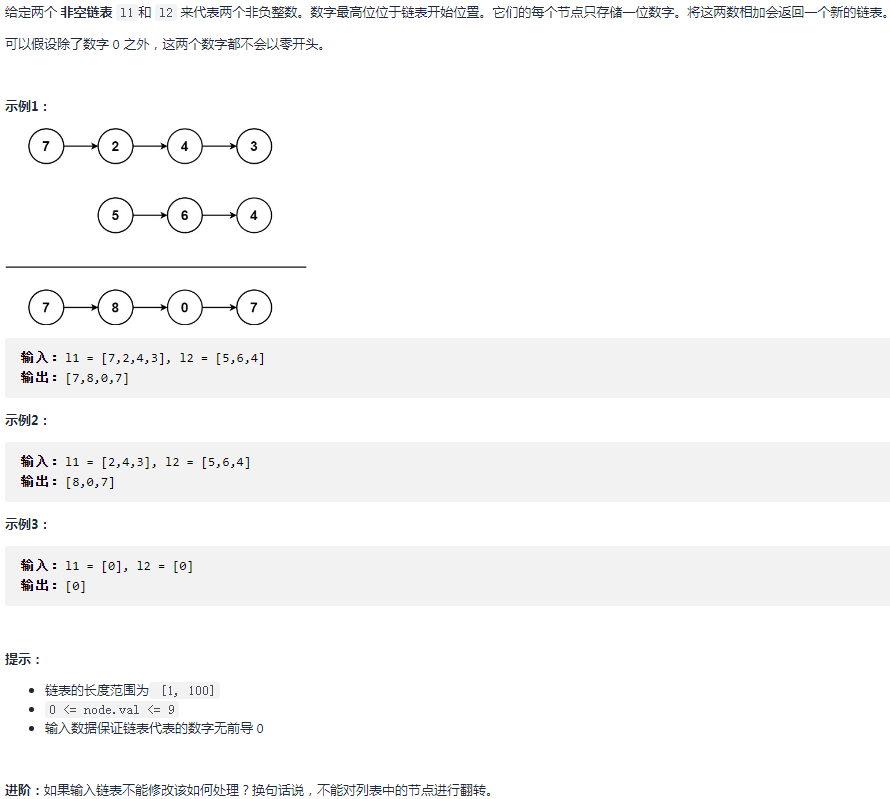 给定两个 非空链表 l1 和 l2 来代表两个非负整数。数字最高位位于链表开始位置。它们的每个节点只存储一位数字。将这两数相加会返回一个新的链表。
可以假设除了数字 0 之外，这两个数字都不会以零开头。
示例1：
7 2 4 3
5 6 4
7 8 0 7
输入：l1 = [7,2,4,3], l2 = [5,6,4]
输出：[7,8,0,7]
示例2：
输入：l1 = [2,4,3], l2 = [5,6,4]
输出：[8,0,7]
示例3：
输入：l1 = [0], l2 = [0]
输出：[0]
提示：
链表的长度范围为 [1, 100]
0 <= node.val <= 9
输入数据保证链表代表的数字无前导 0
进阶：如果输入链表不能修改该如何处理？换句话说，不能对列表中的节点进行翻转。